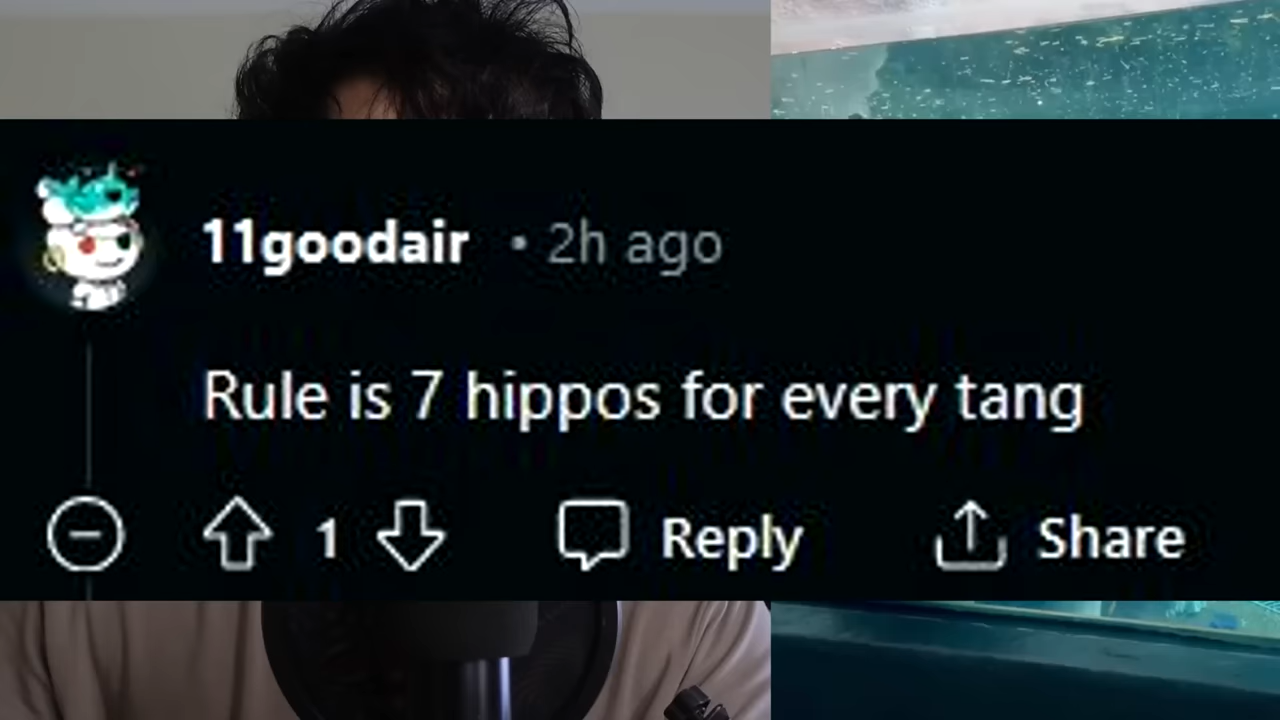 11goodair • 2h ago
Rule is 7 hippos for every tang
1 Reply Share